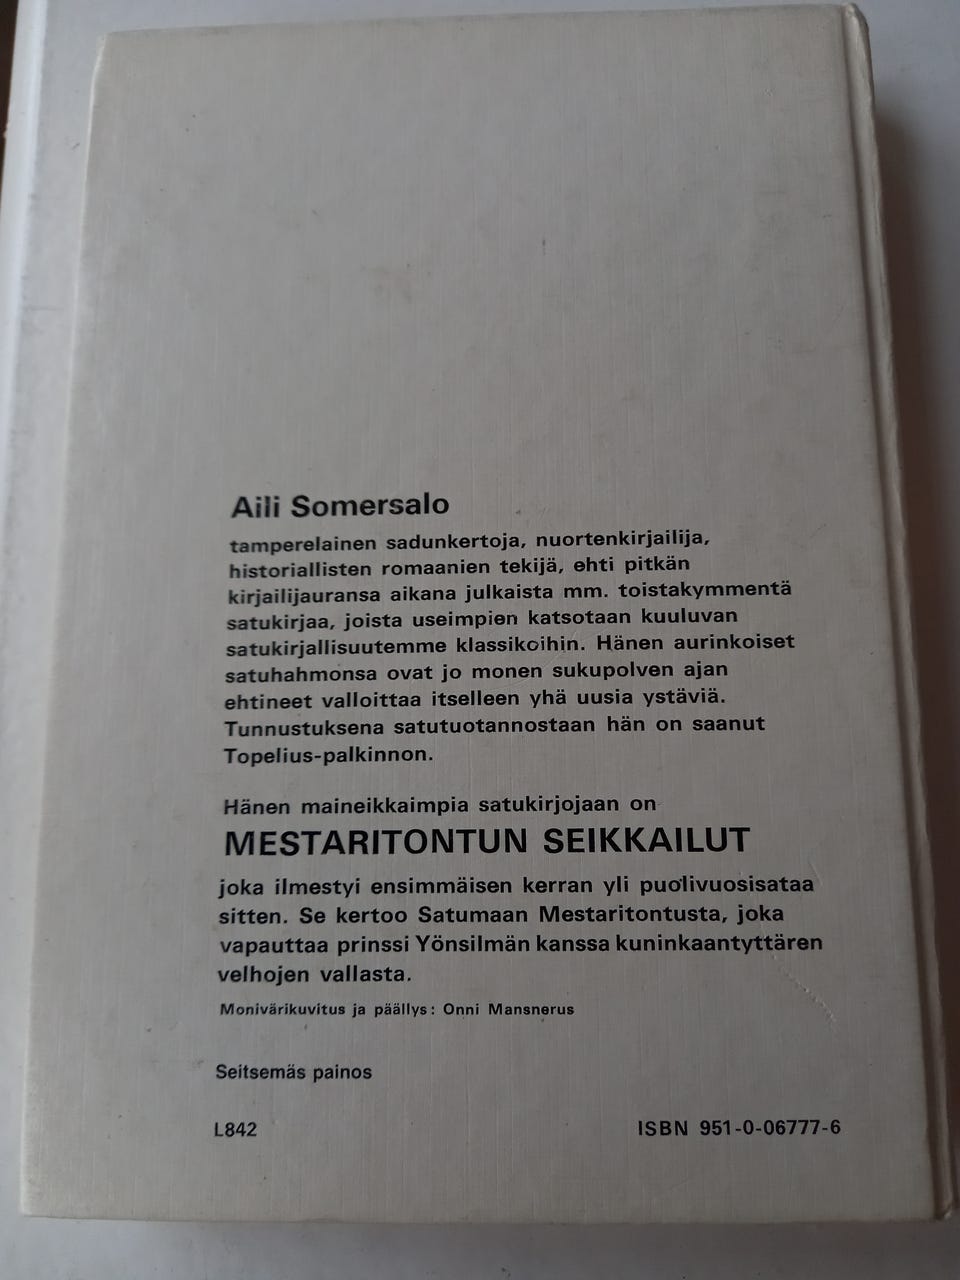 Aili Somersalo
tamperelainen sadunkertoja, nuortenkirjailija,
historiallisten romaanien tekijä, ehti pitkän
kirjailijauransa aikana julkaista mm. toistakymmentä
satukirjaa, joista useimpien katsotaan kuuluvan
satukirjallisuutemme klassikoihin. Hänen aurinkoiset
satuhahmonsa ovat jo monen sukupolven ajan
ehtineet valloittaa itselleen yhä uusia ystäviä.
Tunnustuksena satutuotannostaan hän on saanut
Topelius-palkinnon.
Hänen maineikkaimpia satukirjojaan on
MESTARITONTUN SEIKKAILUT
joka ilmestyi ensimmäisen kerran yli puolivuosisataa
sitten. Se kertoo Satumaan Mestaritontusta, joka
vapauttaa prinssi Yönsilmän kanssa kuninkaantyttären
velhojen vallasta.
Monivärikuvitus ja päällys: Onni Mansnerus
Seitsemäs painos
L842
ISBN 951-0-06777-6